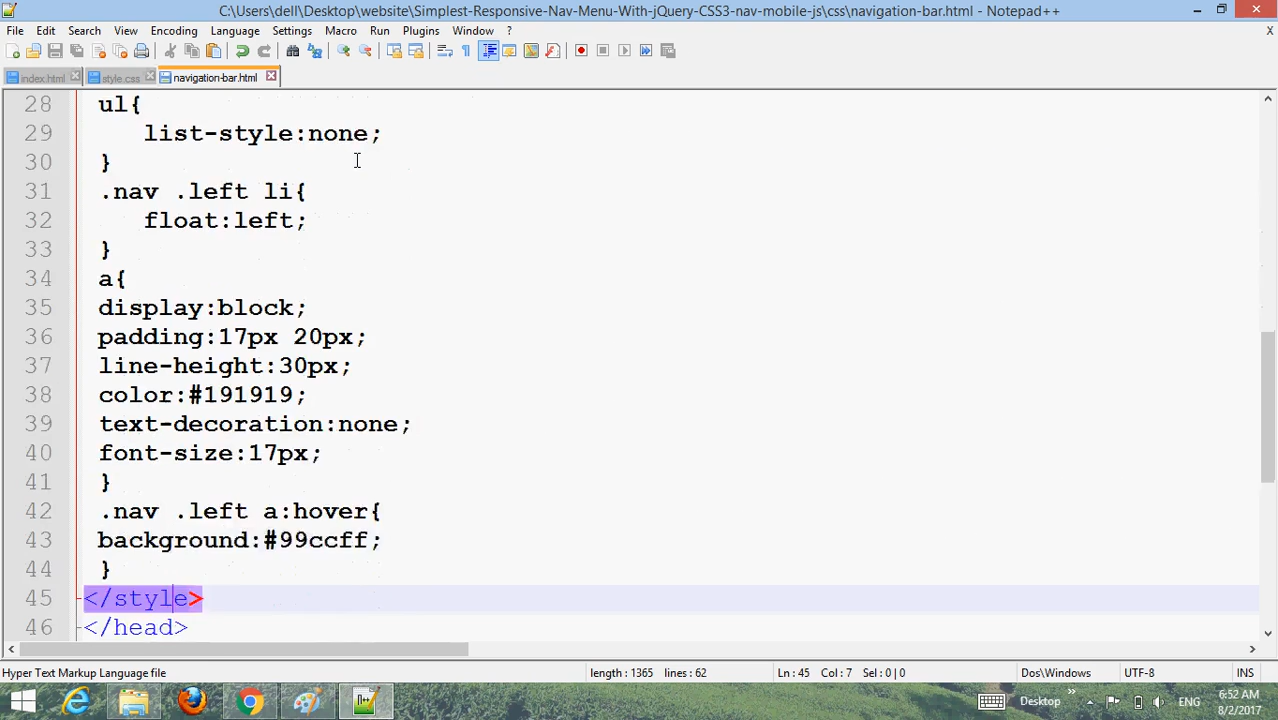 C:\Users\dell\Desktop\website\Simplest-Responsive-Nav-Menu-With-jQuery-CSS3-nav-mobile-js\css\navigation-bar.html - Notepad++
File Edit Search View Encoding Language Settings Macro Run Plugins Window ? X
index.html style.css navigation-bar.html
28 ul{
29 list-style:none;
30 }
31 .nav .left li{
32 float:left;
33 }
34 a{
35 display:block;
36 padding:17px 20px;
37 line-height:30px;
38 color:#191919;
39 text-decoration:none;
40 font-size:17px;
41 }
42 .nav .left a:hover{
43 background:#99ccff;
44 }
45 </style>
46 </head>
Hyper Text Markup Language file length : 1365 lines : 62 Ln : 45 Col : 7 Sel : 0 | 0 Dos\Windows UTF-8 INS
Desktop » ENG 6:52 AM
8/2/2017